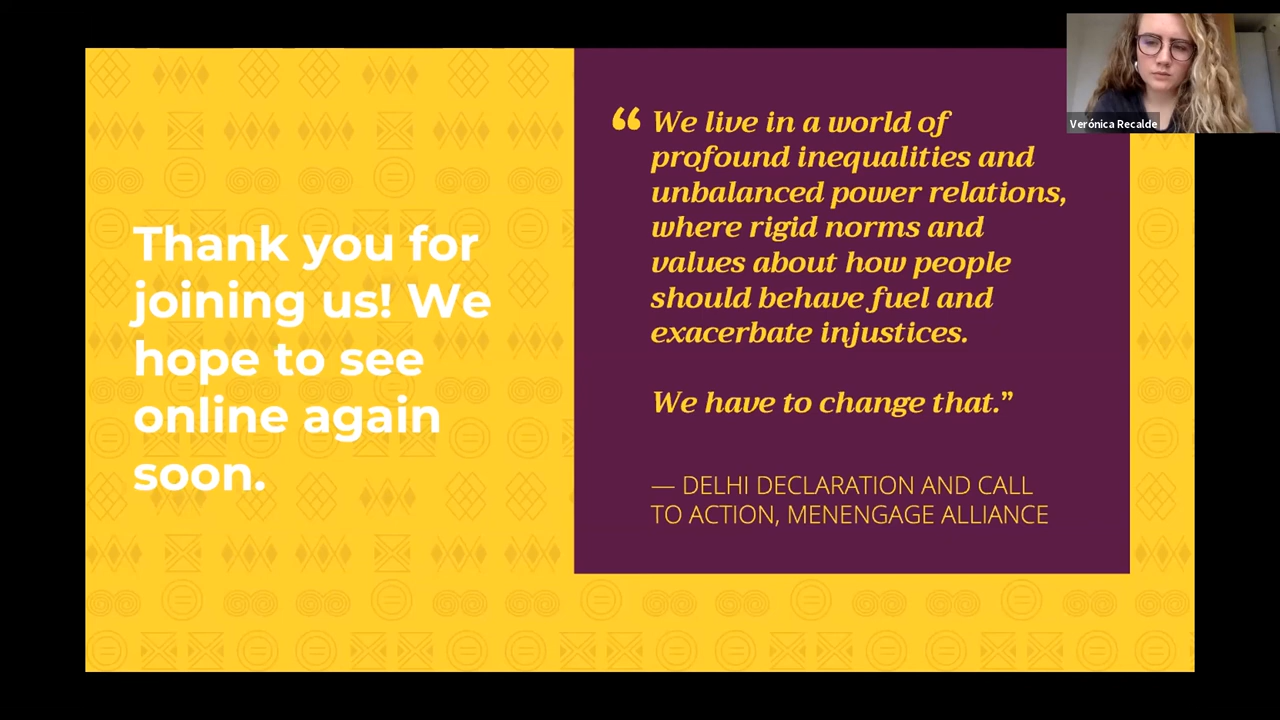 Thank you for
joining us! We
hope to see
online again
soon.
“ We live in a world of
profound inequalities and
unbalanced power relations,
where rigid norms and
values about how people
should behave fuel and
exacerbate injustices.
We have to change that.”
— DELHI DECLARATION AND CALL
TO ACTION, MENENGAGE ALLIANCE
Verónica Recalde